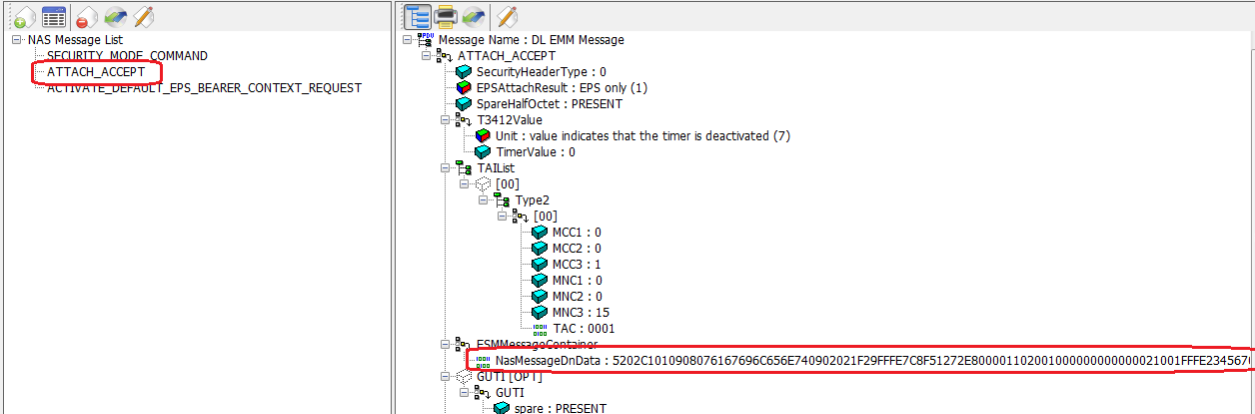 NAS Message List
SECURITY_MODE_COMMAND
ATTACH_ACCEPT
ACTIVATE_DEFAULT_EPS_BEARER_CONTEXT_REQUEST
Message Name : DL EMM Message
ATTACH_ACCEPT
SecurityHeaderType : 0
EPSAttachResult : EPS only (1)
SpareHalfOctet : PRESENT
T3412Value
Unit : value indicates that the timer is deactivated (7)
TimerValue : 0
TAIList
[00]
Type2
[00]
MCC1 : 0
MCC2 : 0
MCC3 : 1
MNC1 : 0
MNC2 : 0
MNC3 : 15
TAC : 0001
ESMMessageContainer
NasMessageDnData : 5202C1010908076167696C656E740902021F29FFFE7C8F51272E8000011020010000000000000021001FFFE234567
GUTI [OPT]
GUTI
spare : PRESENT